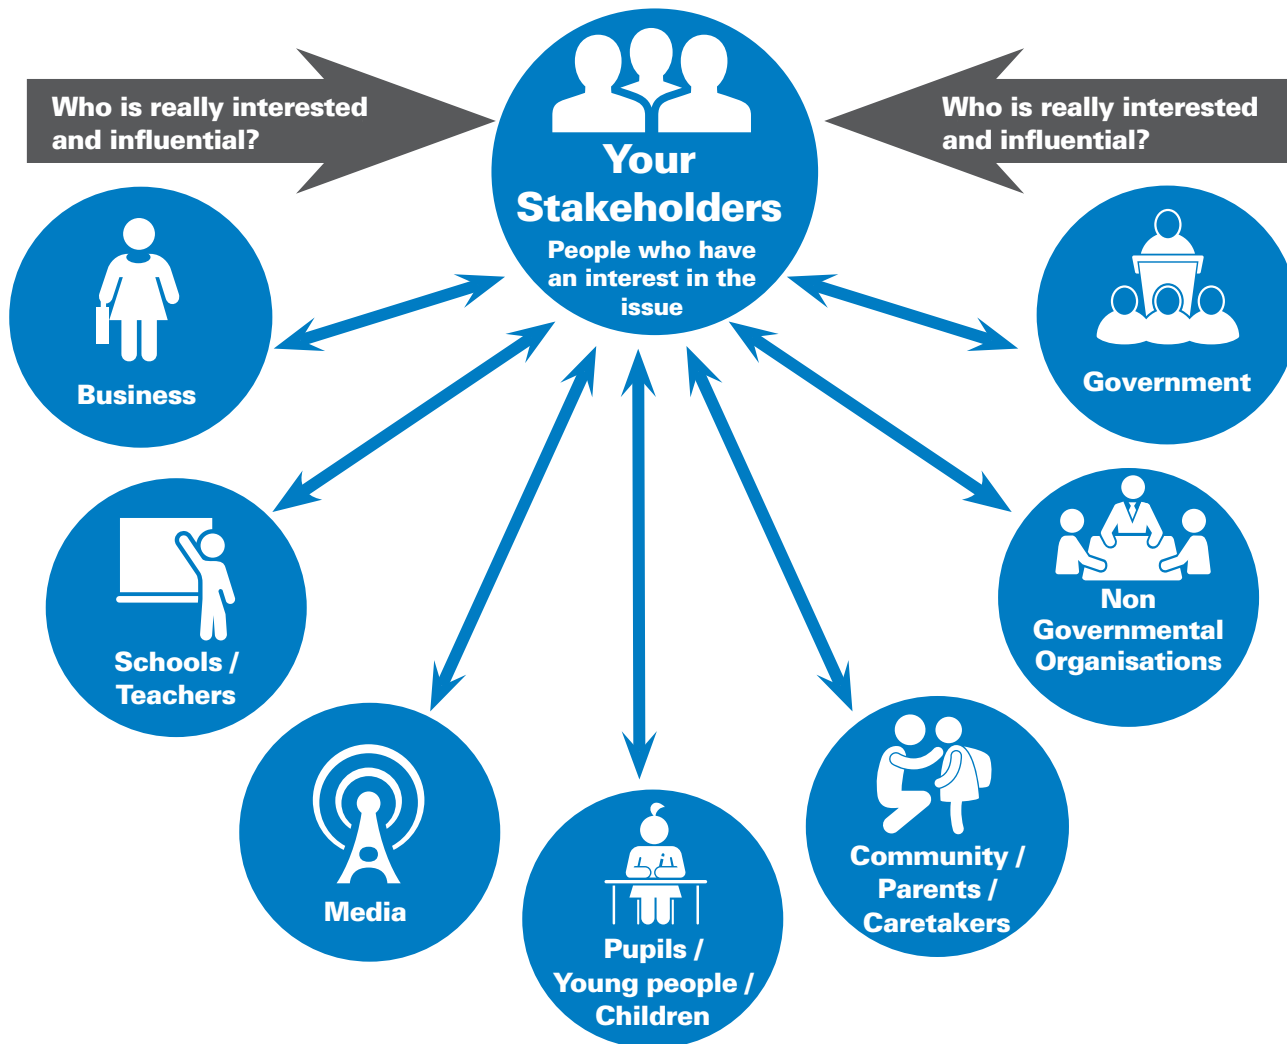 Who is really interested
and influential?
Your
Stakeholders
People who have
an interest in the
issue
Who is really interested
and influential?
Business
Government
Schools /
Teachers
Non
Governmental
Organisations
Media
Community /
Parents /
Caretakers
Pupils /
Young people /
Children